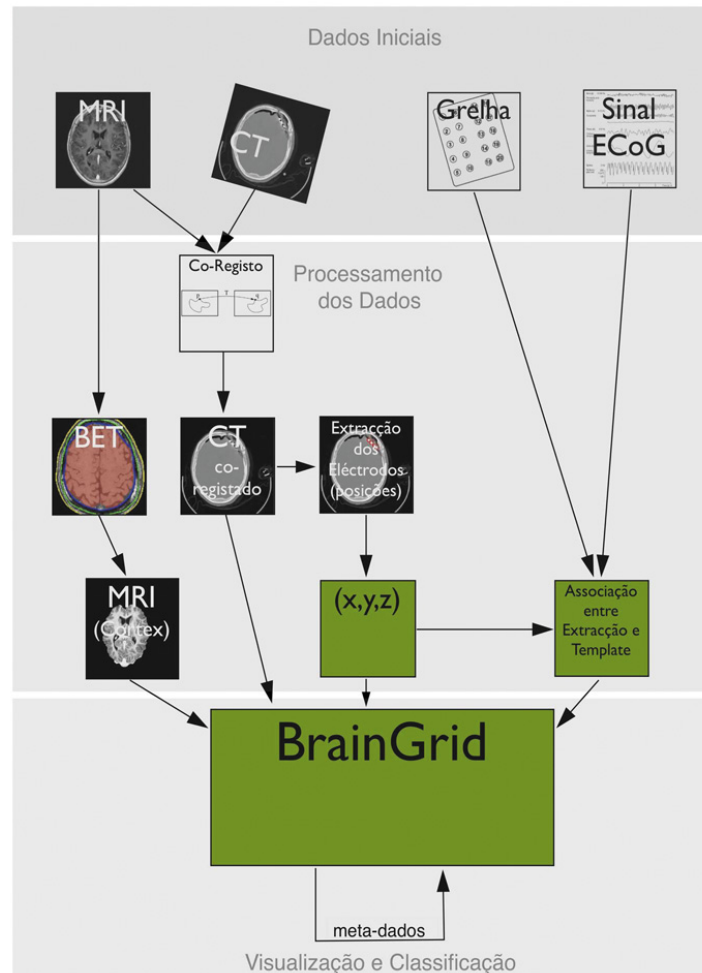 Dados Iniciais
MRI
CT
Grelha
Sinal
ECoG
Co-Registo
Processamento
dos Dados
BET
CT
co-
registado
Extracção
dos
Eléctrodos
(posições)
MRI
(Contex)
(x,y,z)
Associação
entre
Extracção e
Template
BrainGrid
meta-dados
Visualização e Classificação